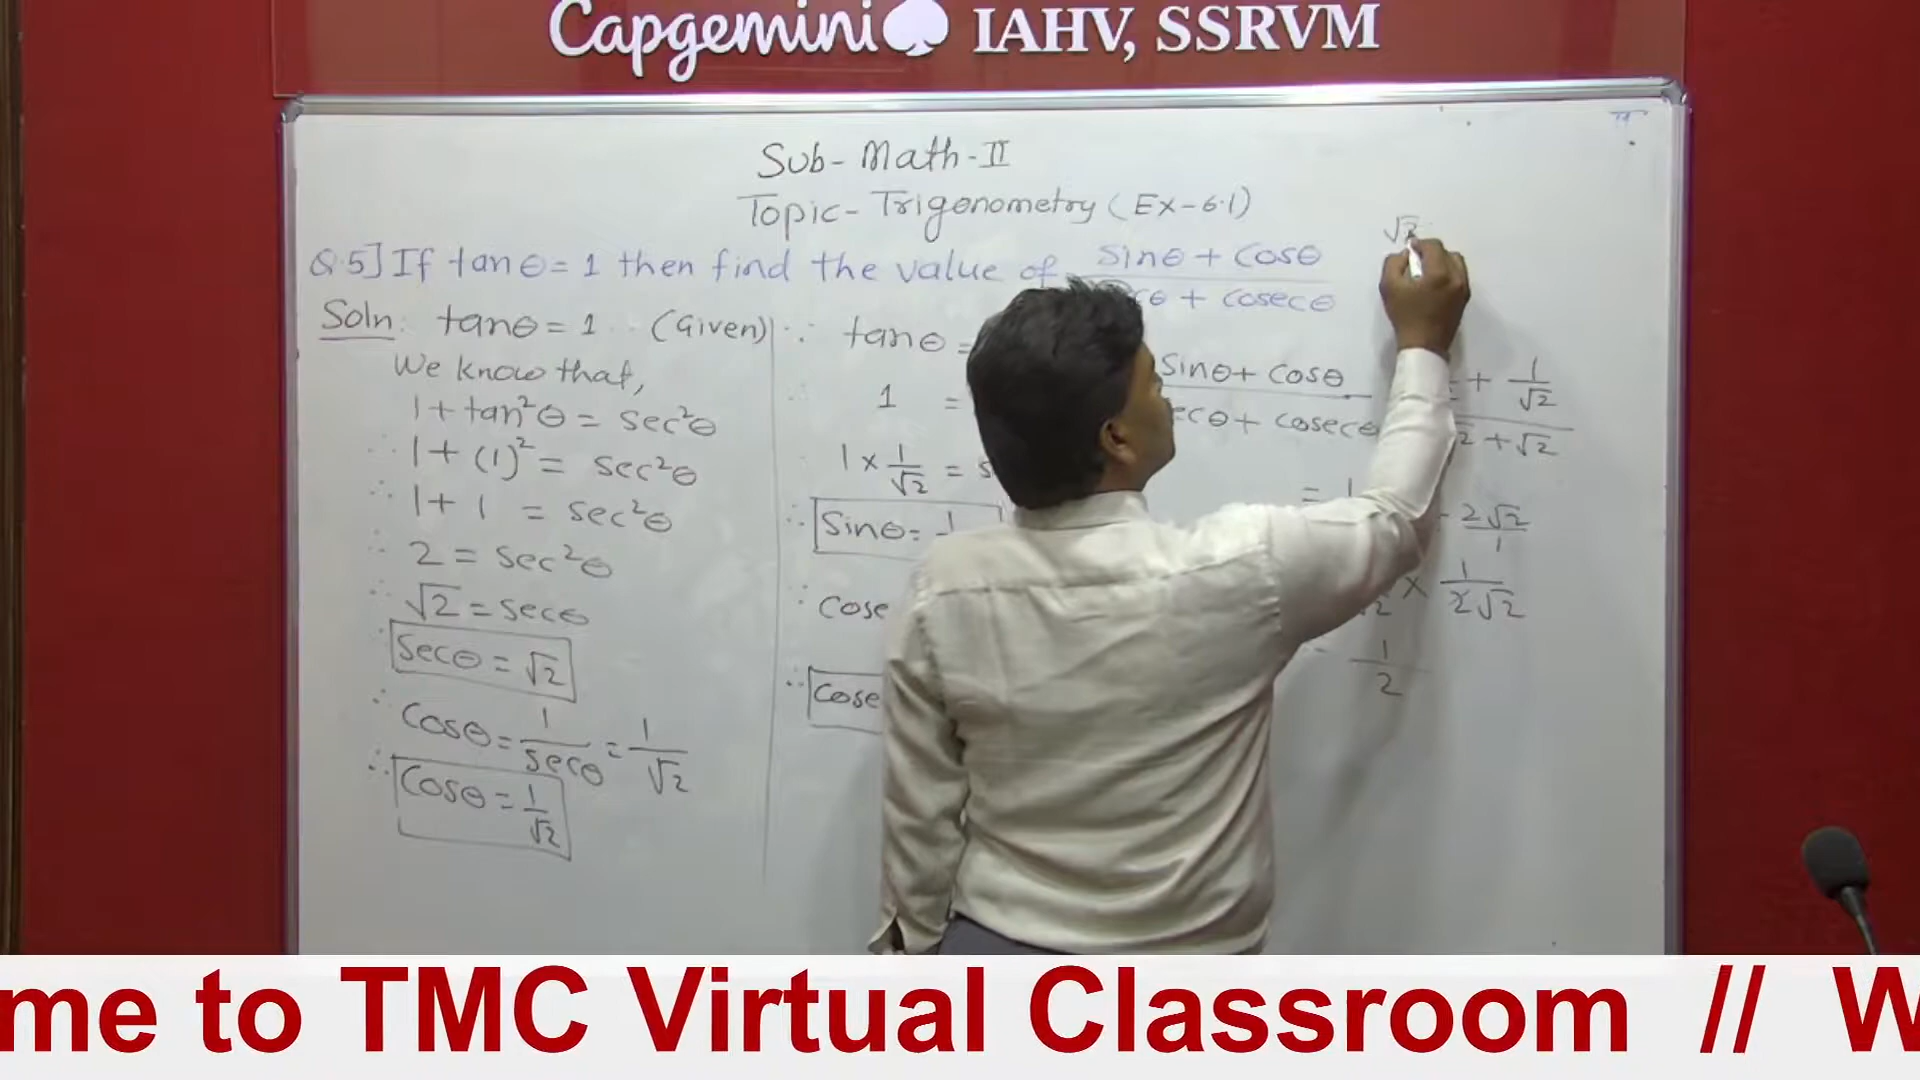 Capgemini IAHV, SSRVM
Sub- Math-II
Topic- Trigonometry (Ex-6.1)
Q.5] If tanθ = 1 then find the value of sinθ + cosθ
+ cosecθ
Soln: tanθ = 1 (Given)
We know that,
1 + tan²θ = sec²θ
∴ 1 + (1)² = sec²θ
∴ 1 + 1 = sec²θ
∴ 2 = sec²θ
∴ √2 = secθ
∴ secθ = √2
∴ cosθ = 1/secθ = 1/√2
∴ cosθ = 1/√2
∵ tanθ =
∴ 1 =
1 × 1/√2 =
∴ Sinθ =
∴ Cose
∴ Cose
Sinθ + cosθ
+ cosecθ
+ 1/√2
+ √2
=
2√2/1
× 1/2√2
1/2
√2
me to TMC Virtual Classroom // W